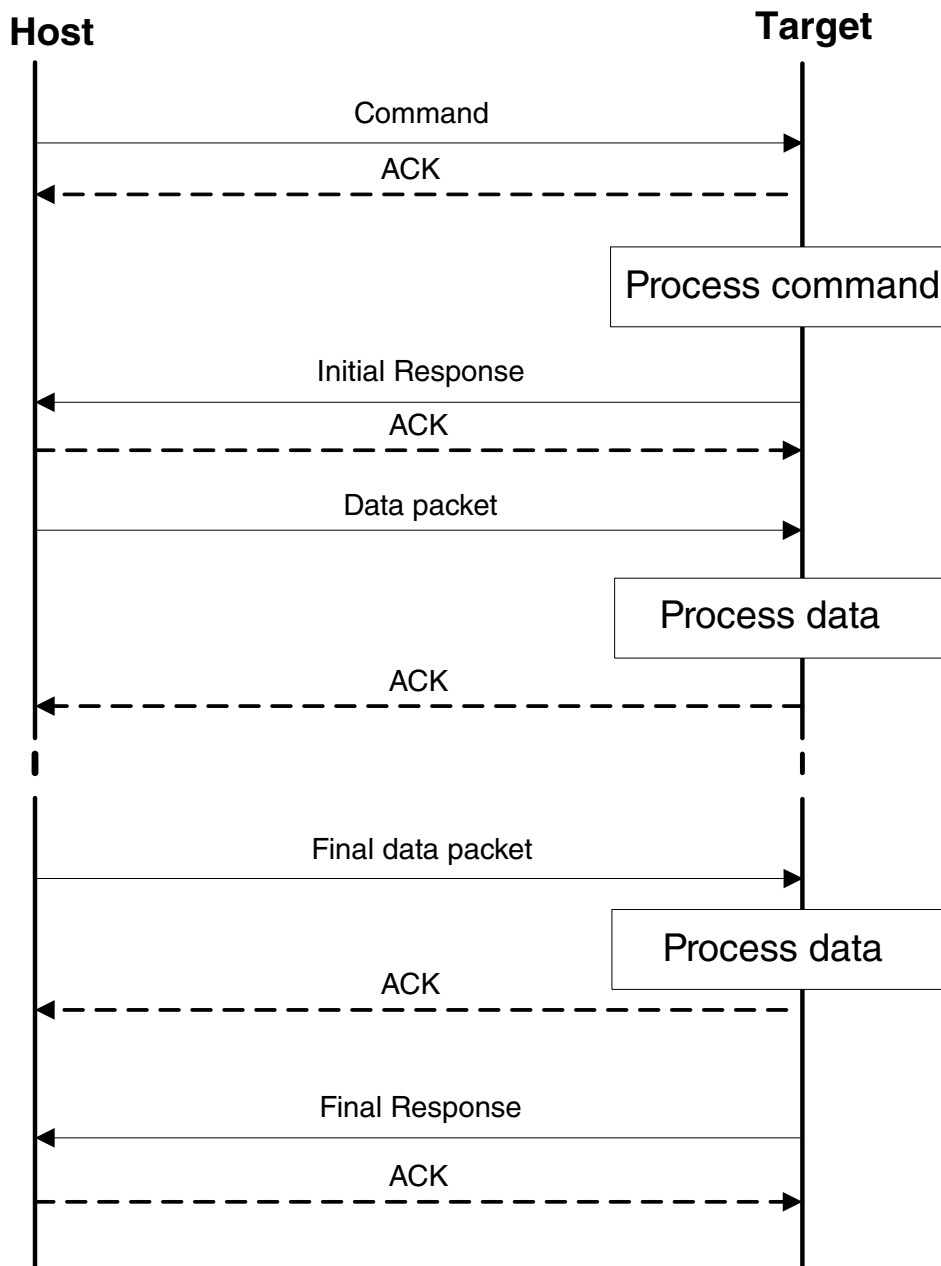 Host
Target
Command
ACK
Process command
Initial Response
ACK
Data packet
Process data
ACK
Final data packet
Process data
ACK
Final Response
ACK